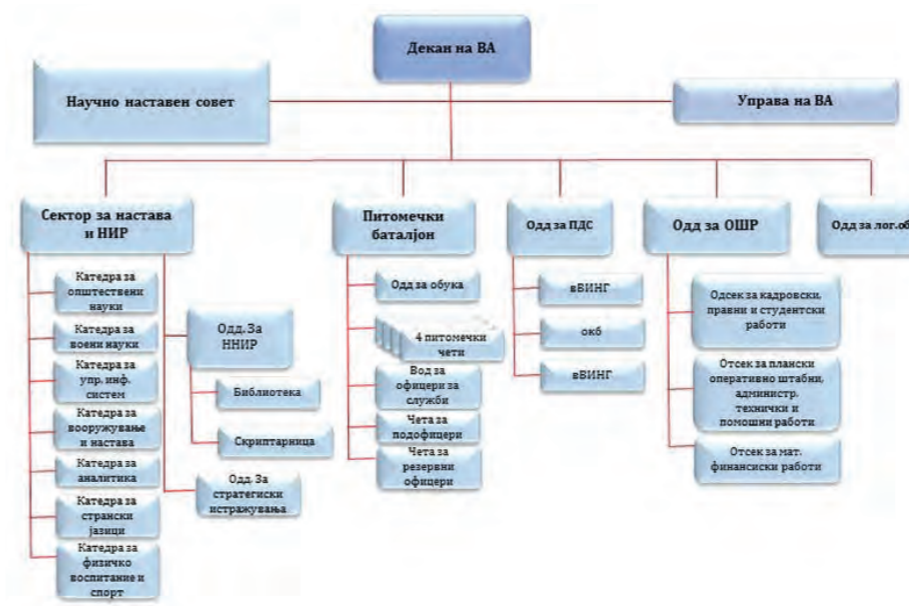 Декан на ВА
Научно наставен совет
Управа на ВА
Сектор за настава
и НИР
Питомечки
баталјон
Одд за ПДС
Одд за ОШР
Одд за лог.об
Катедра за
општествени
науки
Катедра за
воени науки
Катедра за
упр. инф.
систем
Катедра за
вооружување
и настава
Катедра за
аналитика
Катедра за
странски
јазици
Катедра за
физичко
воспитание и
спорт
Одд. За
ННИР
Библиотека
Скриптарница
Одд. За
стратегиски
истражувања
Одд за обука
4 питомечки
чети
Вод за
офицери за
служби
Чета за
подофицери
Чета за
резервни
офицери
вВИНГ
окб
вВИНГ
Одсек за кадровски,
правни и студентски
работи
Отсек за плански
оперативно штабни,
администр,
технички и
помошни работи
Отсек за мат.
финансиски работи